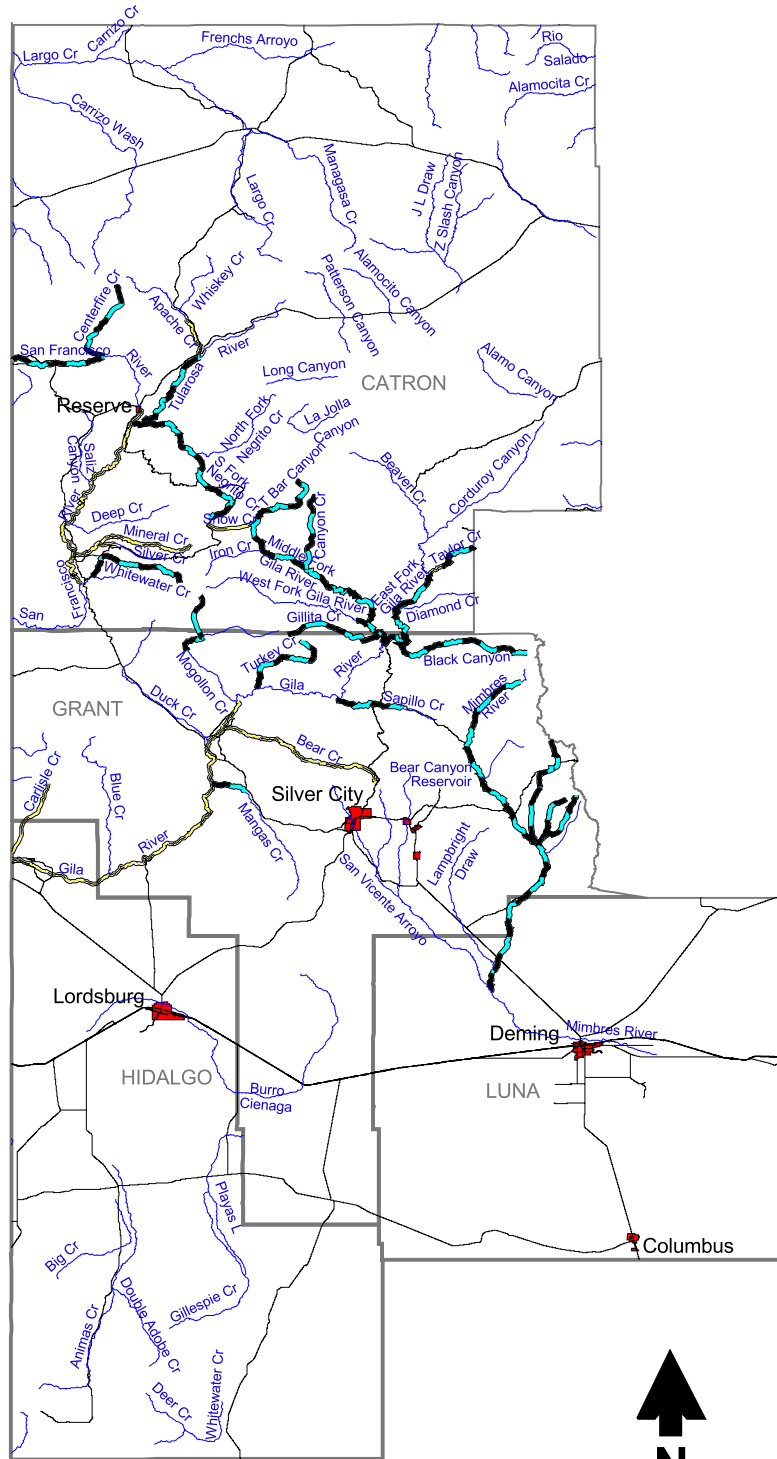 Carrizo Cr
Largo Cr
Frenchs Arroyo
Rio
Salado
Alamocita Cr
Carrizo Wash
Managasa Cr
J L Draw
Z Slash Canyon
Largo Cr
Alamocito Canyon
Patterson Canyon
Whiskey Cr
Apache Cr
Centerfire Cr
San Francisco
River
River
Tularosa
Long Canyon
CATRON
Alamo Canyon
Reserve
North Fork
Negrito Cr
La Jolla
Canyon
S Fork
Negrito Cr
T Bar Canyon
Saliz
Canyon
Beaver Cr
Corduroy Canyon
River
Deep Cr
Snow Cr
Canyon Cr
Mineral Cr
Silver Cr
Iron Cr
Middle Fork
Gila River
East Fork
Gila River
Taylor Cr
Whitewater Cr
West Fork Gila River
Diamond Cr
Francisco
San
Gillita Cr
Black Canyon
Turkey Cr
Mogollon Cr
River
Gila
Sapillo Cr
Mimbres
River
Duck Cr
GRANT
Bear Cr
Bear Canyon
Reservoir
Carlisle Cr
Blue Cr
Silver City
Mangas Cr
Lampbright
Draw
River
Gila
San Vicente Arroyo
Lordsburg
Deming
Mimbres River
HIDALGO
Burro
Cienaga
LUNA
Playas L
Big Cr
Columbus
Gillespie Cr
Double Adobe Cr
Animas Cr
Whitewater Cr
Deer Cr
N